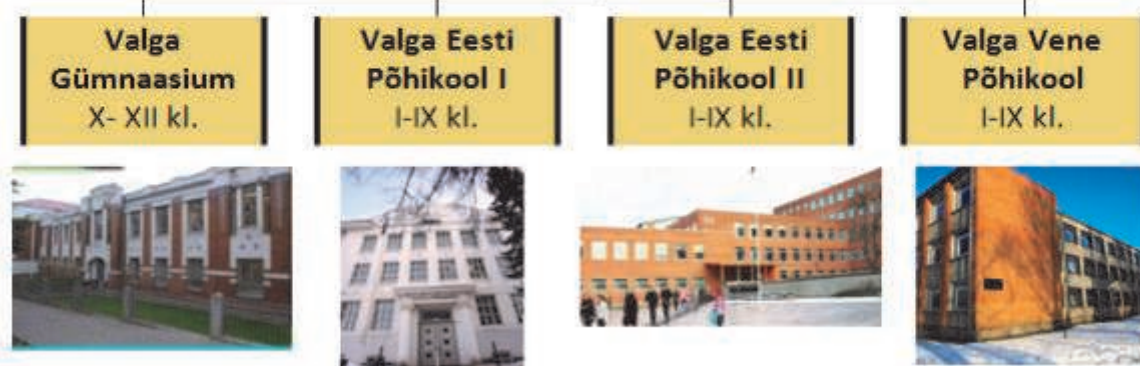 Valga
Gümnaasium
X- XII kl.
Valga Eesti
Põhikool I
I-IX kl.
Valga Eesti
Põhikool II
I-IX kl.
Valga Vene
Põhikool
I-IX kl.